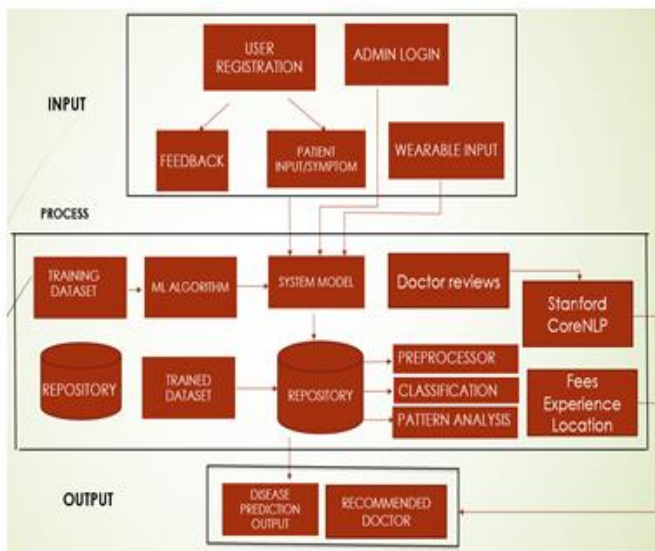 USER
REGISTRATION
ADMIN LOGIN
INPUT
FEEDBACK
PATIENT
INPUT/SYMPTOM
WEARABLE INPUT
PROCESS
TRAINING
DATASET
ML ALGORITHM
SYSTEM MODEL
Doctor reviews
Stanford
CoreNLP
REPOSITORY
TRAINED
DATASET
REPOSITORY
PREPROCESSOR
CLASSIFICATION
PATTERN ANALYSIS
Fees
Experience
Location
OUTPUT
DISEASE
PREDICTION
OUTPUT
RECOMMENDED
DOCTOR